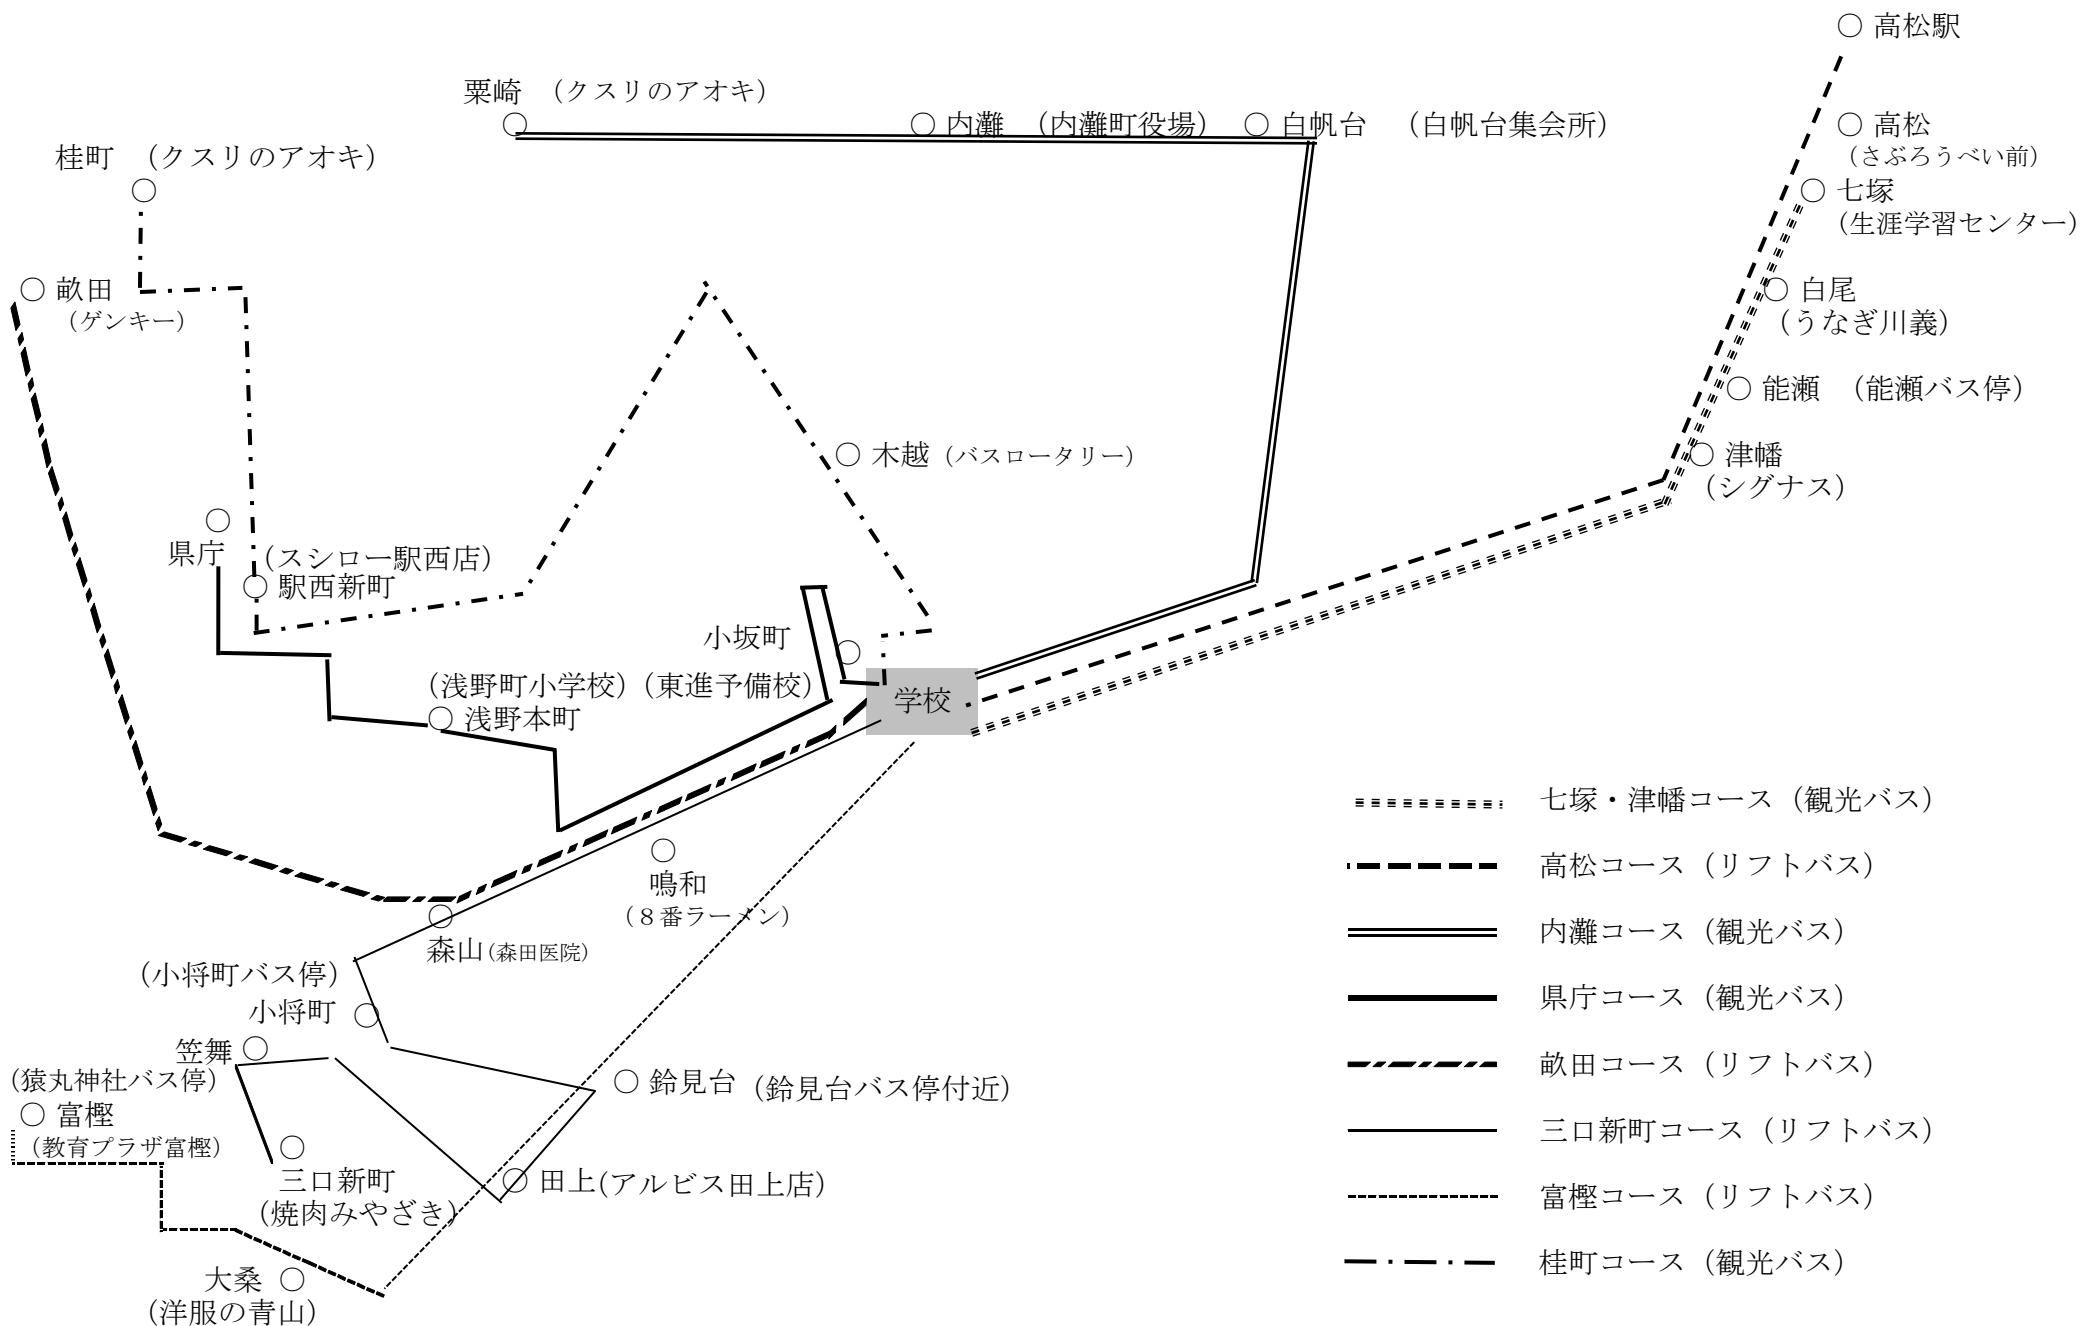 高松駅
粟崎 （クスリのアオキ）
内灘 （内灘町役場）
白帆台 （白帆台集会所）
高松
（さぶろうべい前）
桂町 （クスリのアオキ）
七塚
（生涯学習センター）
畝田
（ゲンキー）
白尾
（うなぎ川義）
能瀬 （能瀬バス停）
木越（バスロータリー）
津幡
（シグナス）
県庁
（スシロー駅西店）
駅西新町
小坂町
（浅野町小学校）（東進予備校）
学校
浅野本町
七塚・津幡コース（観光バス）
鳴和
（８番ラーメン）
高松コース（リフトバス）
森山（森田医院）
内灘コース（観光バス）
（小将町バス停）
小将町
県庁コース（観光バス）
笠舞
（猿丸神社バス停）
鈴見台（鈴見台バス停付近）
畝田コース（リフトバス）
富樫
（教育プラザ富樫）
三口新町コース（リフトバス）
三口新町
（焼肉みやざき）
田上（アルビス田上店）
富樫コース（リフトバス）
大桑
（洋服の青山）
桂町コース（観光バス）